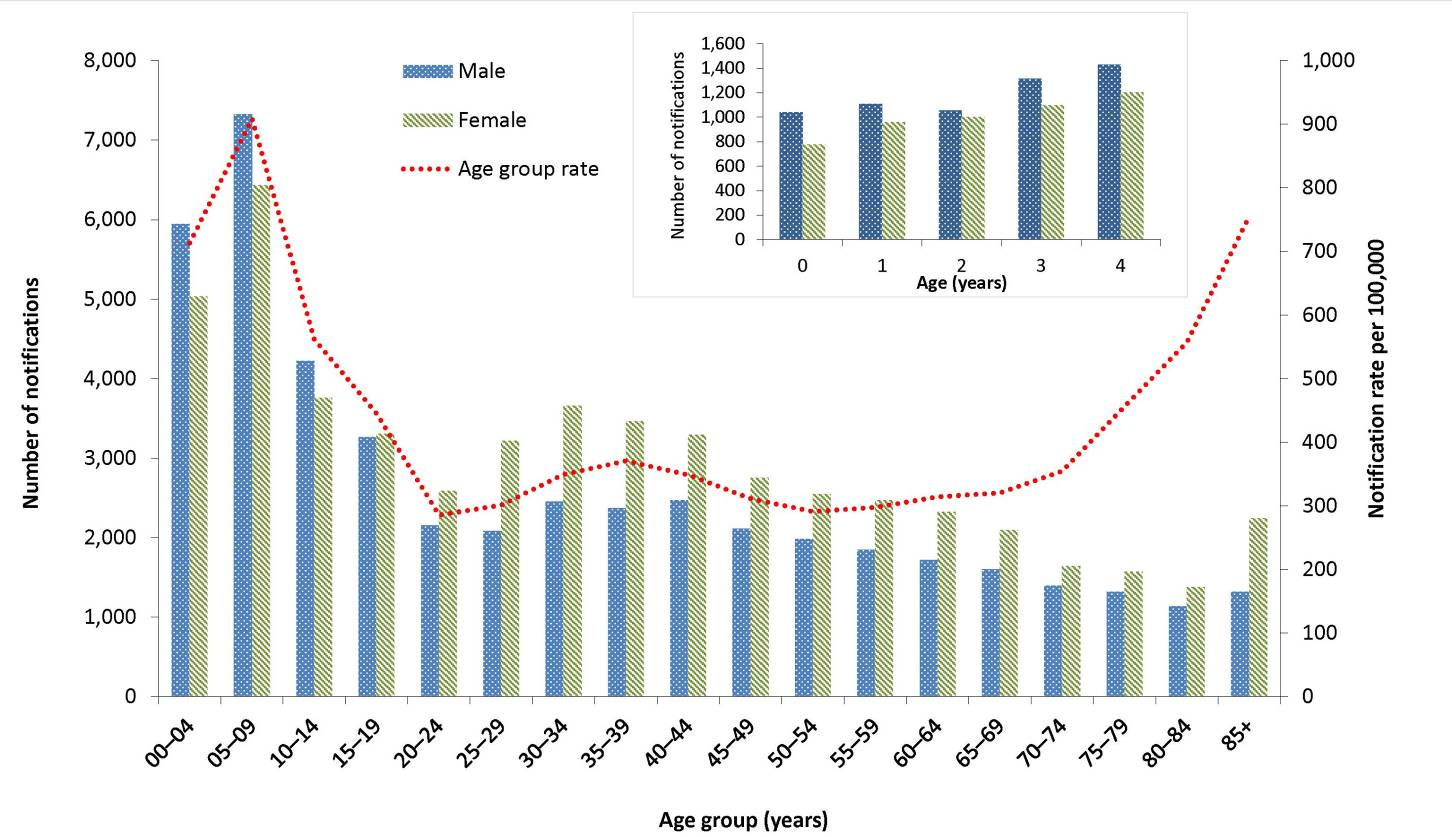 8,000
7,000
6,000
5,000
4,000
3,000
2,000
1,000
0
Number of notifications
Male
Female
Age group rate
1,600
1,400
1,200
1,000
800
600
400
200
0
Number of notifications
0 1 2 3 4
Age (years)
1,000
900
800
700
600
500
400
300
200
100
0
Notification rate per 100,000
00–04 05–09 10–14 15–19 20–24 25–29 30–34 35–39 40–44 45–49 50–54 55–59 60–64 65–69 70–74 75–79 80–84 85+
Age group (years)